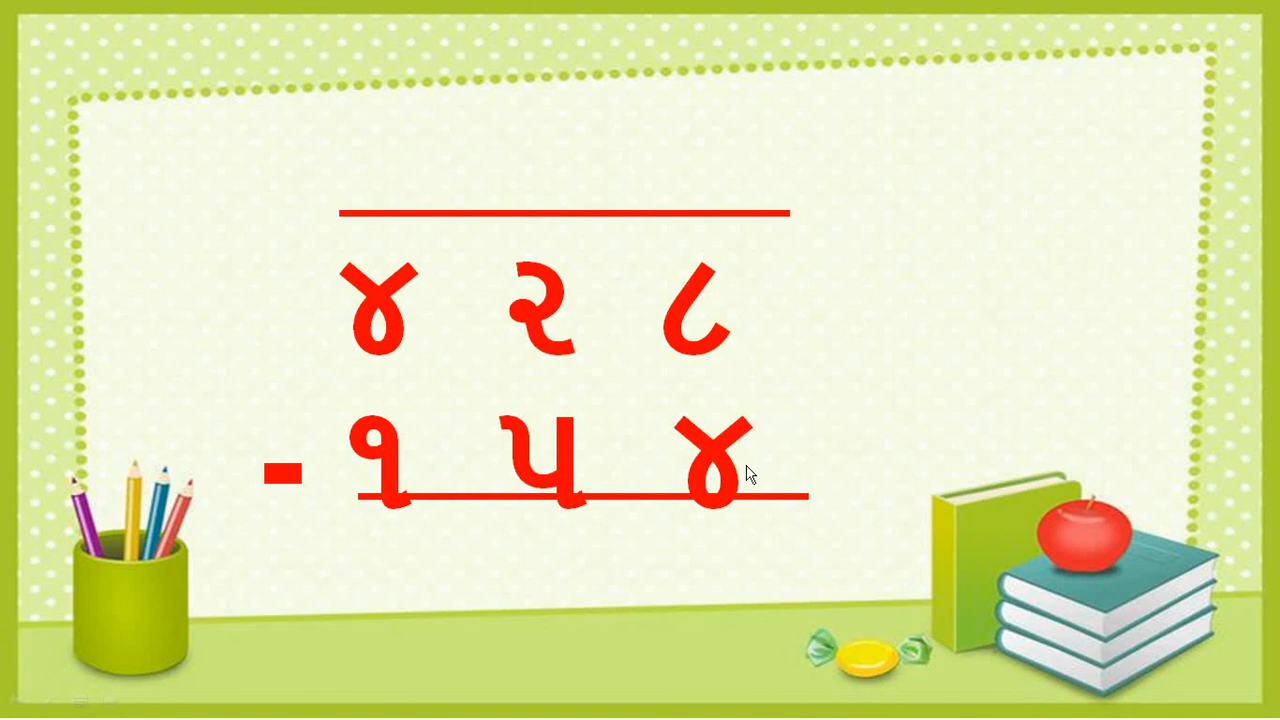 ૪ ૨ ૮
- ૧ ૫ ૪